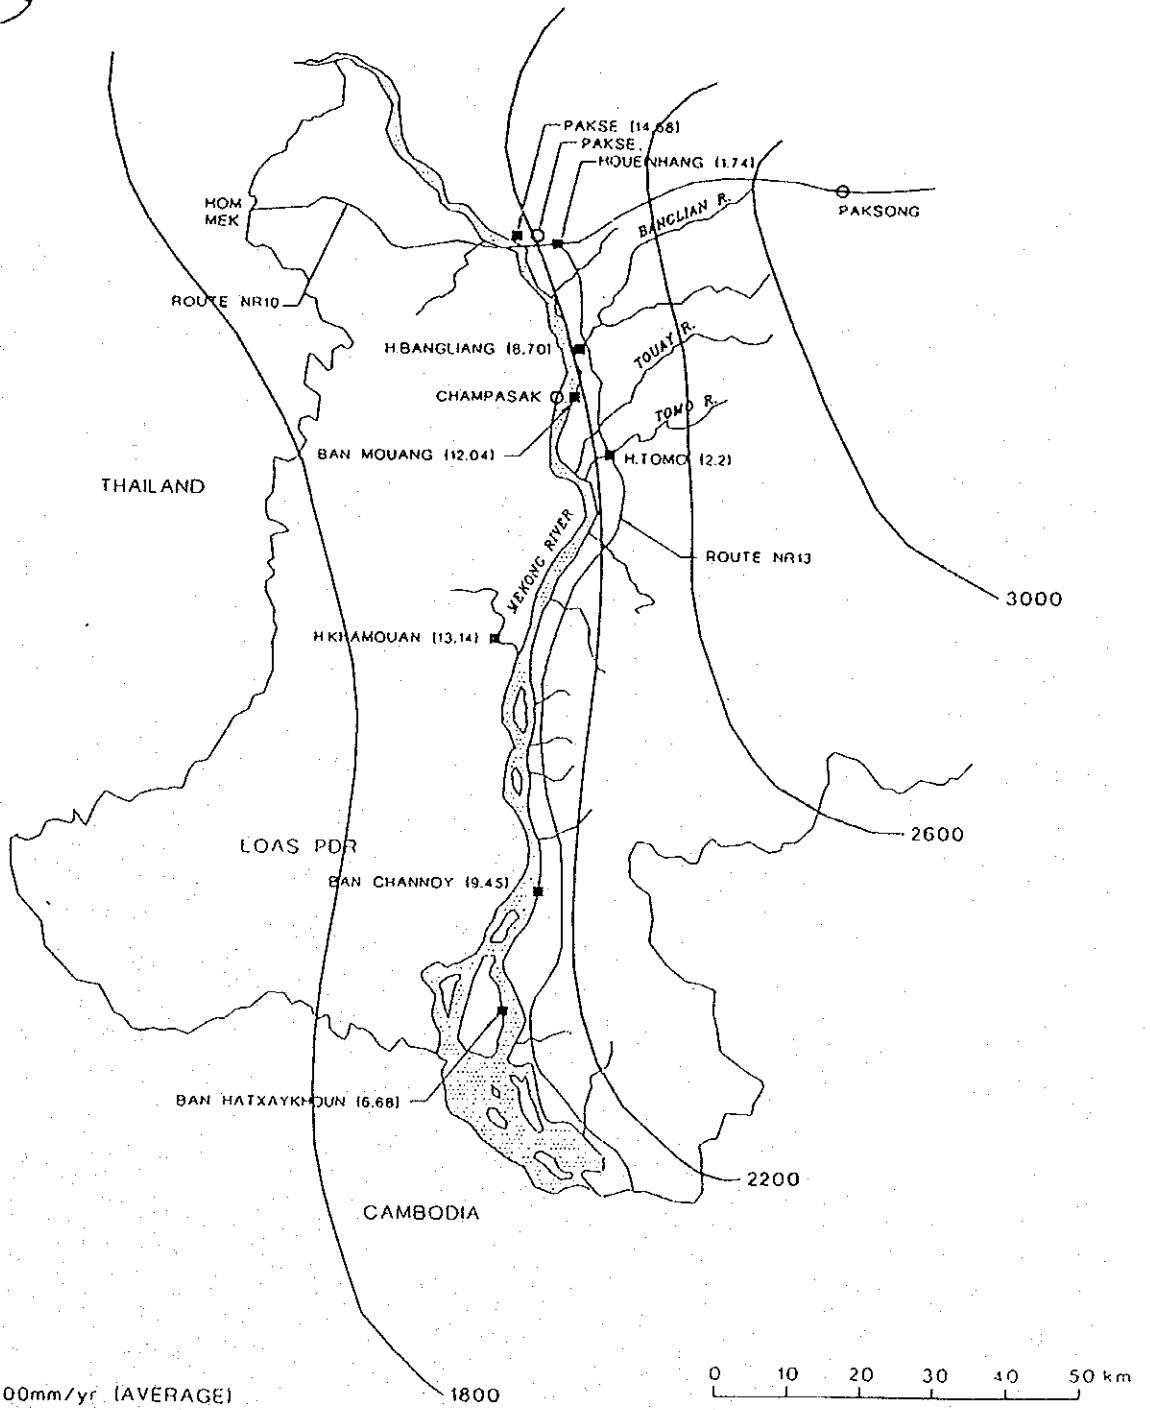 PAKSE (14.68)
PAKSE
HOUENHANG (1.74)
HOM
MEK
BANGLIAN R.
PAKSONG
ROUTE NR10
H.BANGLIANG (8.70)
TOUAY R.
CHAMPASAK
TOMO R.
BAN MOUANG (12.04)
H.TOMO (2.2)
THAILAND
MEKONG RIVER
ROUTE NR13
3000
H.KHAMOUAN (13.14)
2600
LOAS PDR
BAN CHANNOY (9.45)
BAN HATXAYKHOUN (6.68)
2200
CAMBODIA
0 10 20 30 40 50 km
00mm/yr (AVERAGE)
1800